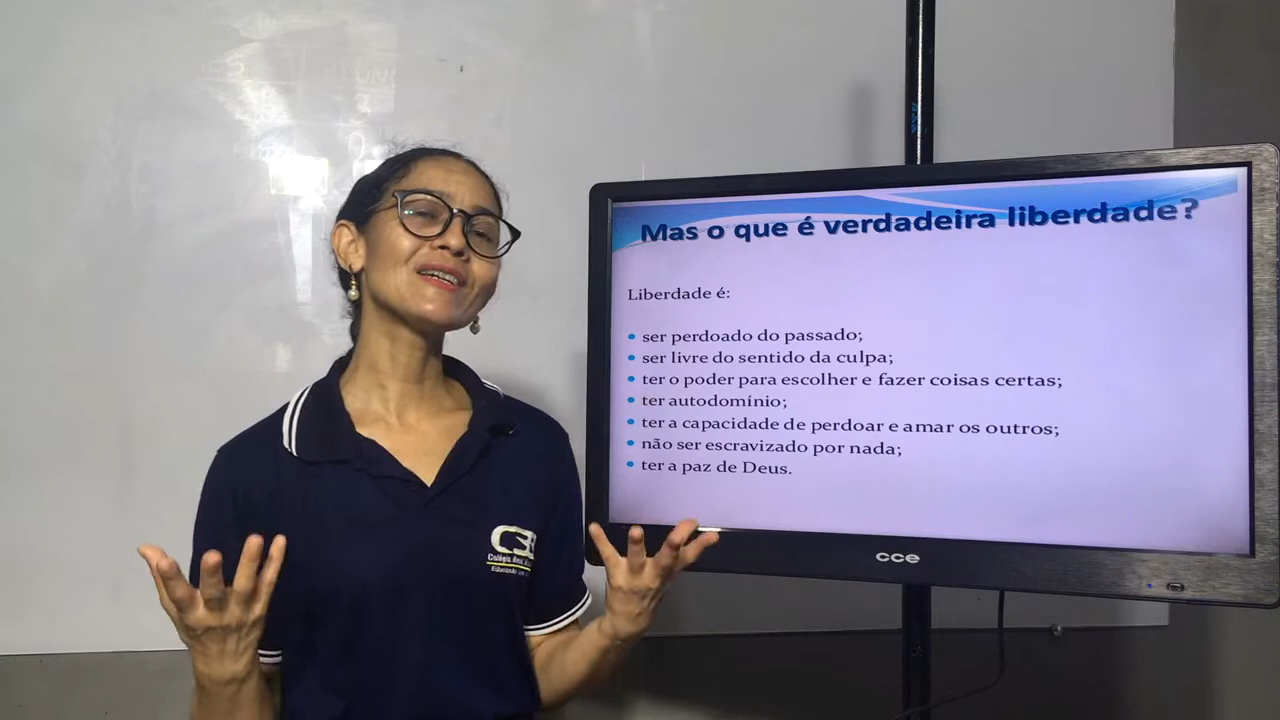 Mas o que é verdadeira liberdade?
Liberdade é:
ser perdoado do passado;
ser livre do sentido da culpa;
ter o poder para escolher e fazer coisas certas;
ter autodomínio;
ter a capacidade de perdoar e amar os outros;
não ser escravizado por nada;
ter a paz de Deus.
cce
Colégio